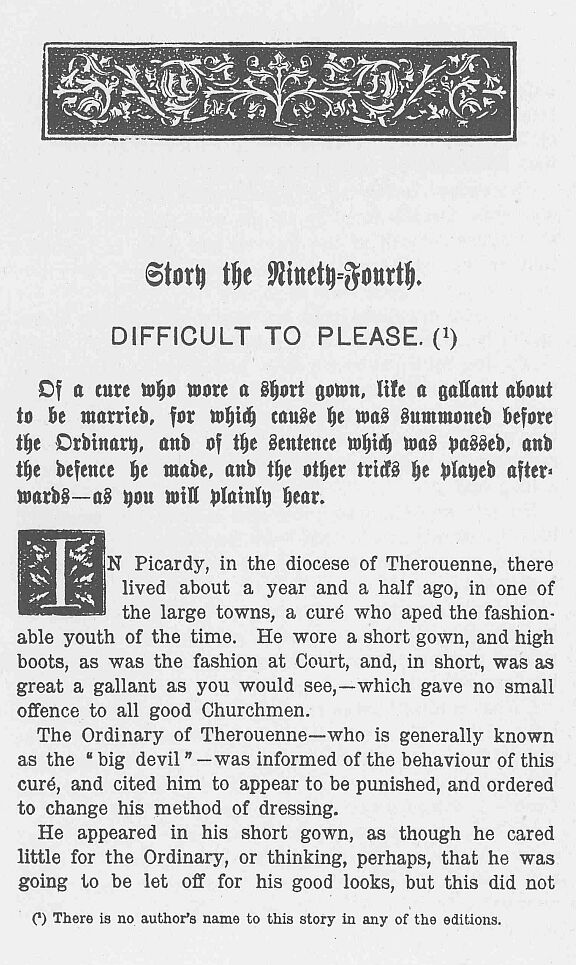 Story the Ninety-Fourth.
DIFFICULT TO PLEASE. (¹)
Of a cure who wore a short gown, like a gallant about
to be married, for which cause he was summoned before
the Ordinary, and of the sentence which was passed, and
the defence he made, and the other tricks he played after-
wards—as you will plainly hear.
IN Picardy, in the diocese of Therouenne, there
lived about a year and a half ago, in one of
the large towns, a curé who aped the fashion-
able youth of the time. He wore a short gown, and high
boots, as was the fashion at Court, and, in short, was as
great a gallant as you would see,—which gave no small
offence to all good Churchmen.
The Ordinary of Therouenne—who is generally known
as the “big devil”—was informed of the behaviour of this
curé, and cited him to appear to be punished, and ordered
to change his method of dressing.
He appeared in his short gown, as though he cared
little for the Ordinary, or thinking, perhaps, that he was
going to be let off for his good looks, but this did not
(¹) There is no author’s name to this story in any of the editions.